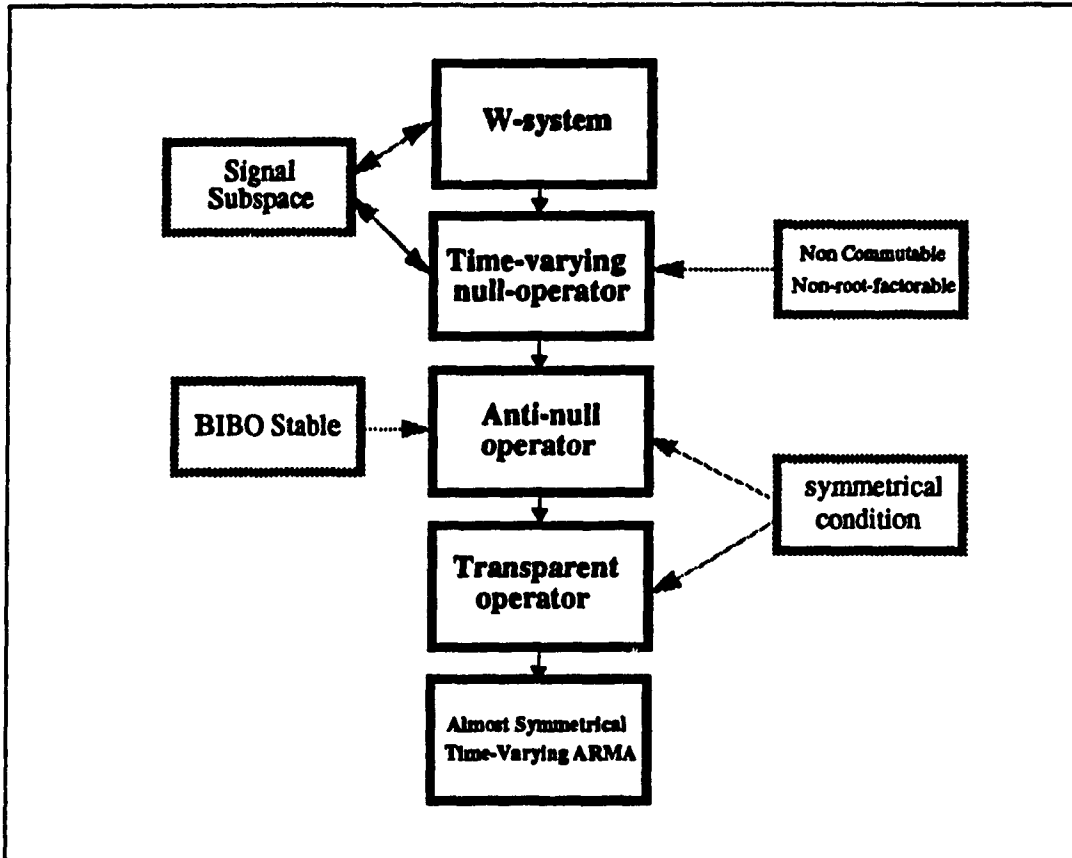 W-system
Signal
Subspace
Time-varying
null-operator
Non Commutable
Non-root-factorable
BIBO Stable
Anti-null
operator
symmetrical
condition
Transparent
operator
Almost Symmetrical
Time-Varying ARMA